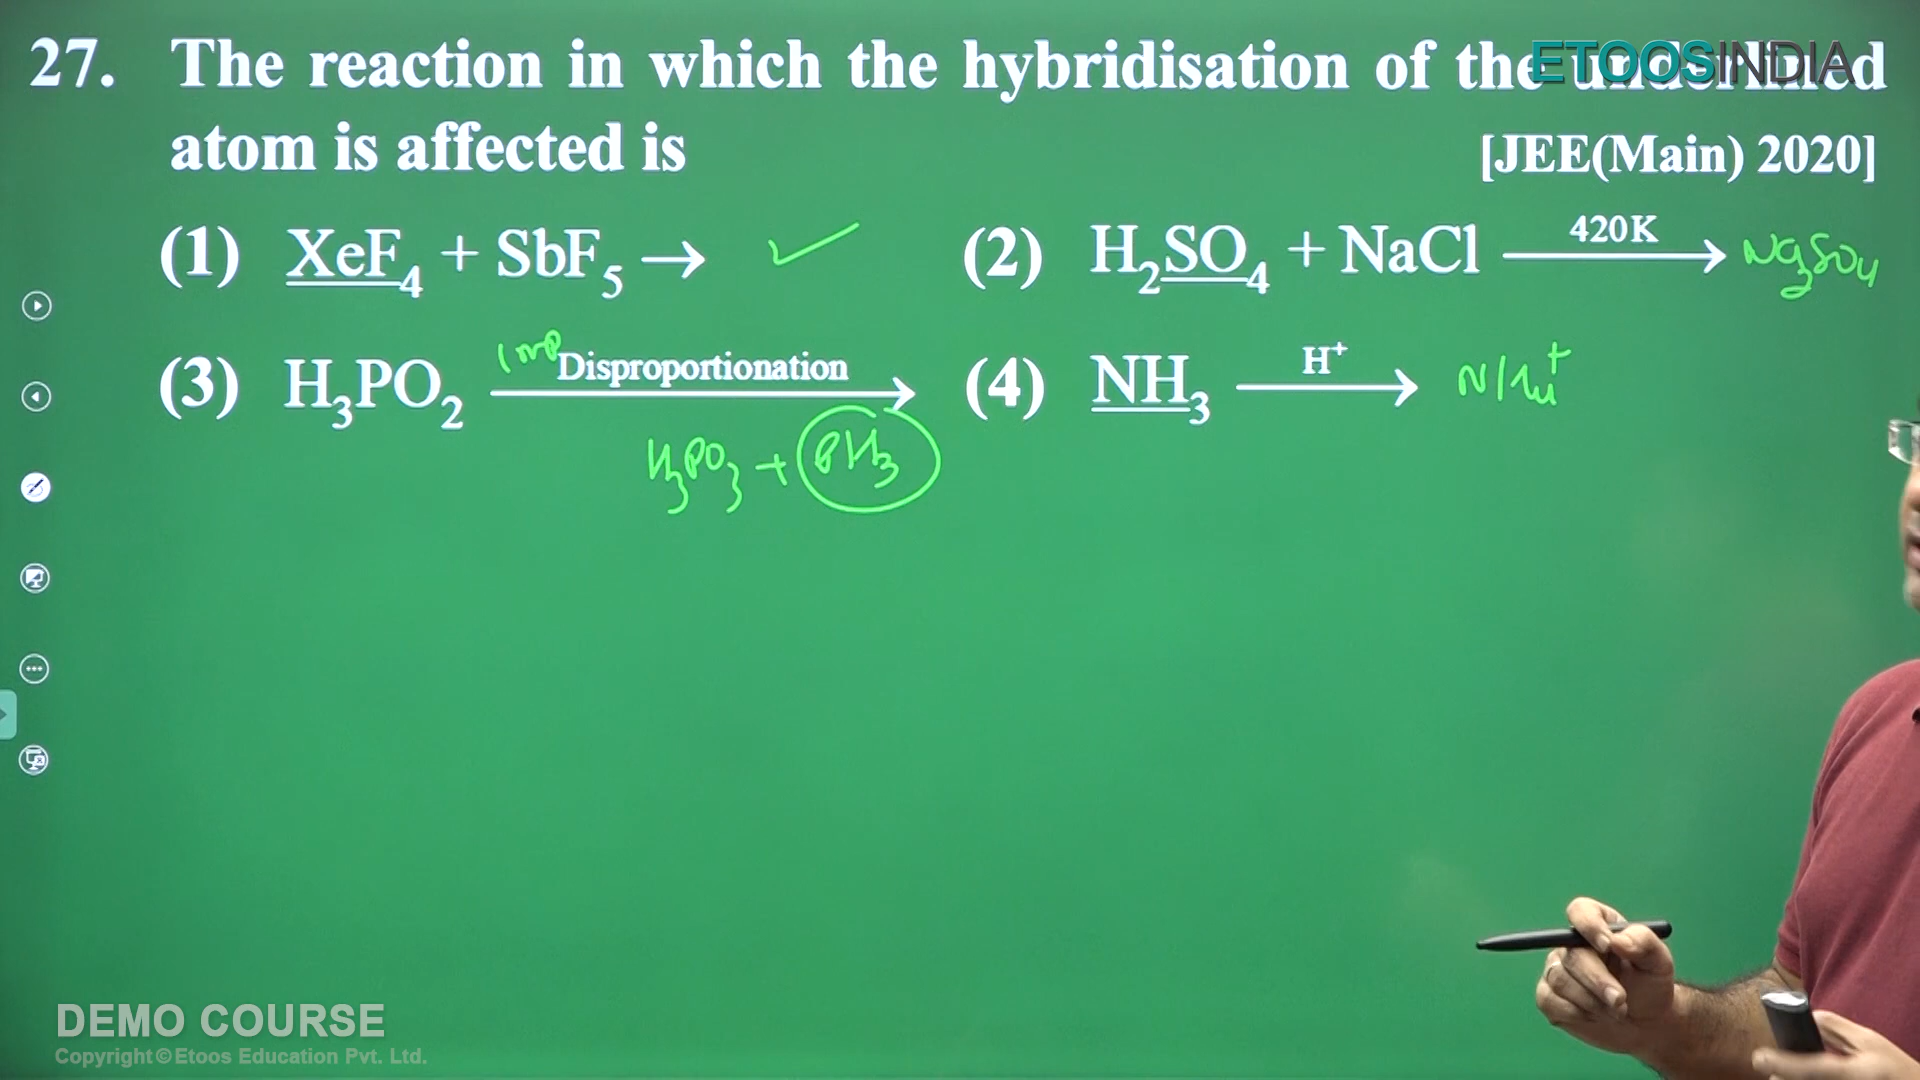 27. The reaction in which the hybridisation of the underlined
ETOOSINDIA
atom is affected is [JEE(Main) 2020]
(1) XeF₄ + SbF₅ → ✓ (2) H₂SO₄ + NaCl 420K → Na₂SO₄
(3) H₃PO₂ Imp Disproportionation → (4) NH₃ H⁺ →
H₃PO₃ + PH₃
DEMO COURSE
Copyright © Etoos Education Pvt. Ltd.